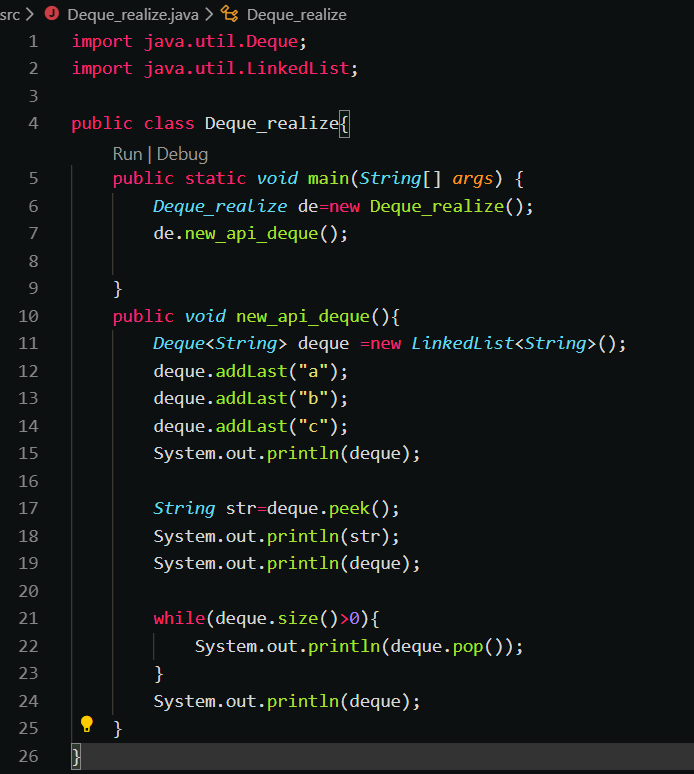 src > Deque_realize.java > Deque_realize
1 import java.util.Deque;
2 import java.util.LinkedList;
3
4 public class Deque_realize{
Run | Debug
5 public static void main(String[] args) {
6 Deque_realize de=new Deque_realize();
7 de.new_api_deque();
8
9 }
10 public void new_api_deque(){
11 Deque<String> deque =new LinkedList<String>();
12 deque.addLast("a");
13 deque.addLast("b");
14 deque.addLast("c");
15 System.out.println(deque);
16
17 String str=deque.peek();
18 System.out.println(str);
19 System.out.println(deque);
20
21 while(deque.size()>0){
22 System.out.println(deque.pop());
23 }
24 System.out.println(deque);
25 }
26 }